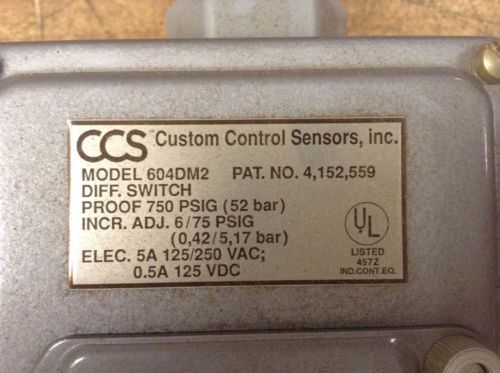 CCS™ Custom Control Sensors, inc.
MODEL 604DM2 PAT. NO. 4,152,559
DIFF. SWITCH
PROOF 750 PSIG (52 bar)
INCR. ADJ. 6/75 PSIG
(0,42/5,17 bar)
ELEC. 5A 125/250 VAC;
0.5A 125 VDC
UL
LISTED
457Z
IND.CONT.EQ.